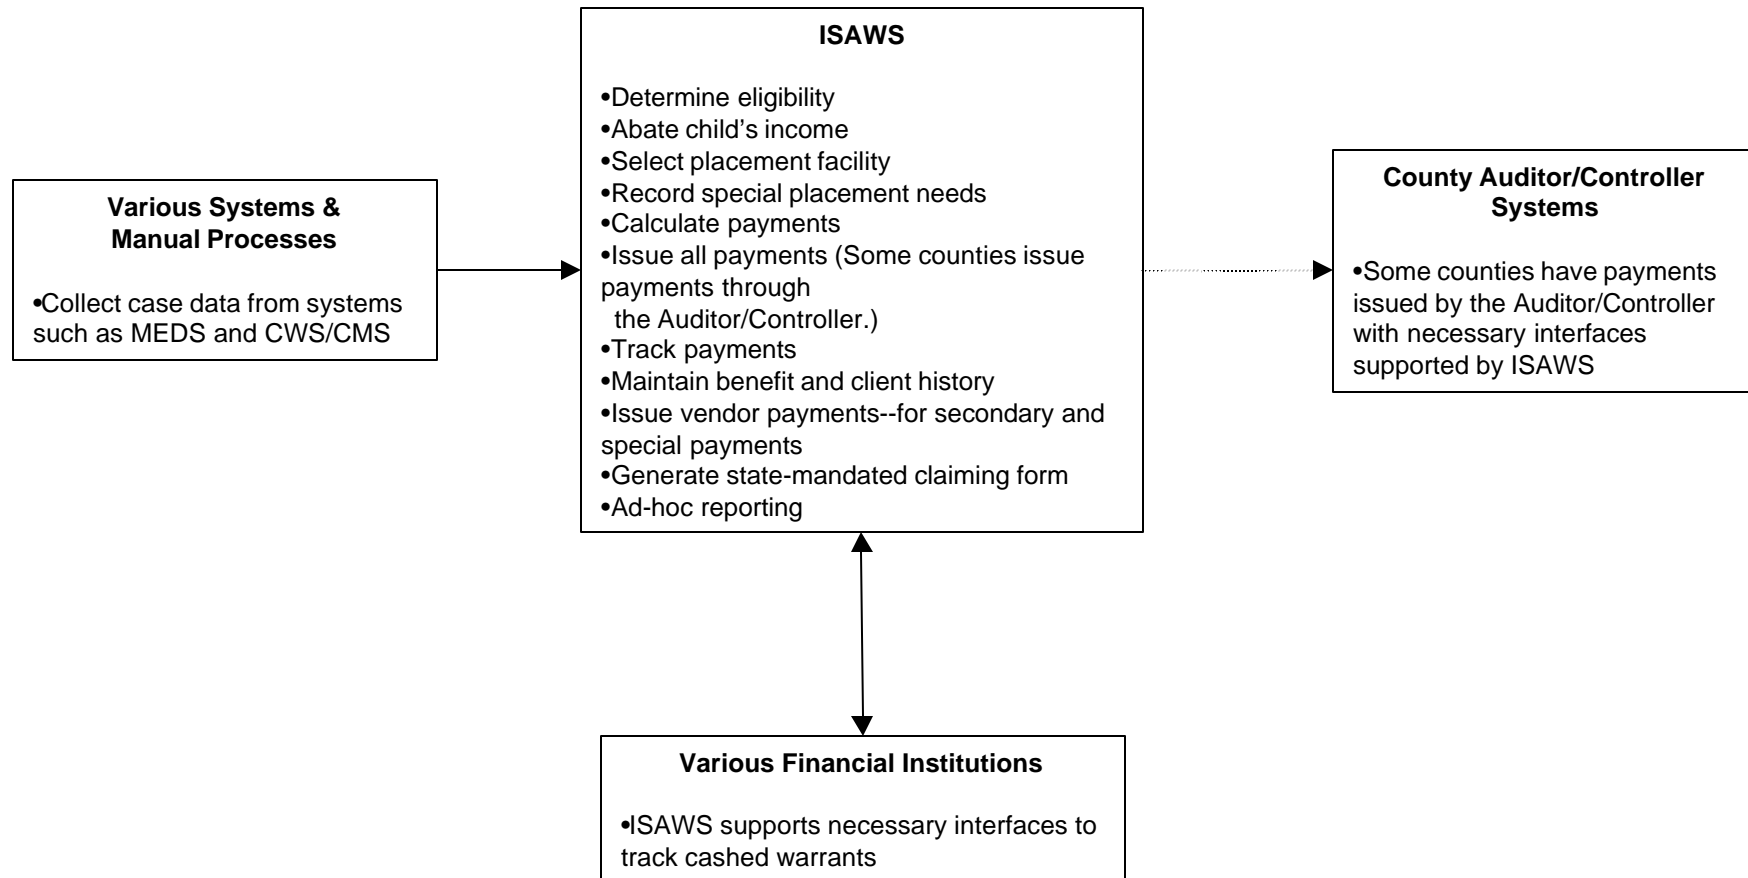 Various Systems &
Manual Processes
•Collect case data from systems
such as MEDS and CWS/CMS
ISAWS
•Determine eligibility
•Abate child’s income
•Select placement facility
•Record special placement needs
•Calculate payments
•Issue all payments (Some counties issue
payments through
the Auditor/Controller.)
•Track payments
•Maintain benefit and client history
•Issue vendor payments--for secondary and
special payments
•Generate state-mandated claiming form
•Ad-hoc reporting
County Auditor/Controller
Systems
•Some counties have payments
issued by the Auditor/Controller
with necessary interfaces
supported by ISAWS
Various Financial Institutions
•ISAWS supports necessary interfaces to
track cashed warrants